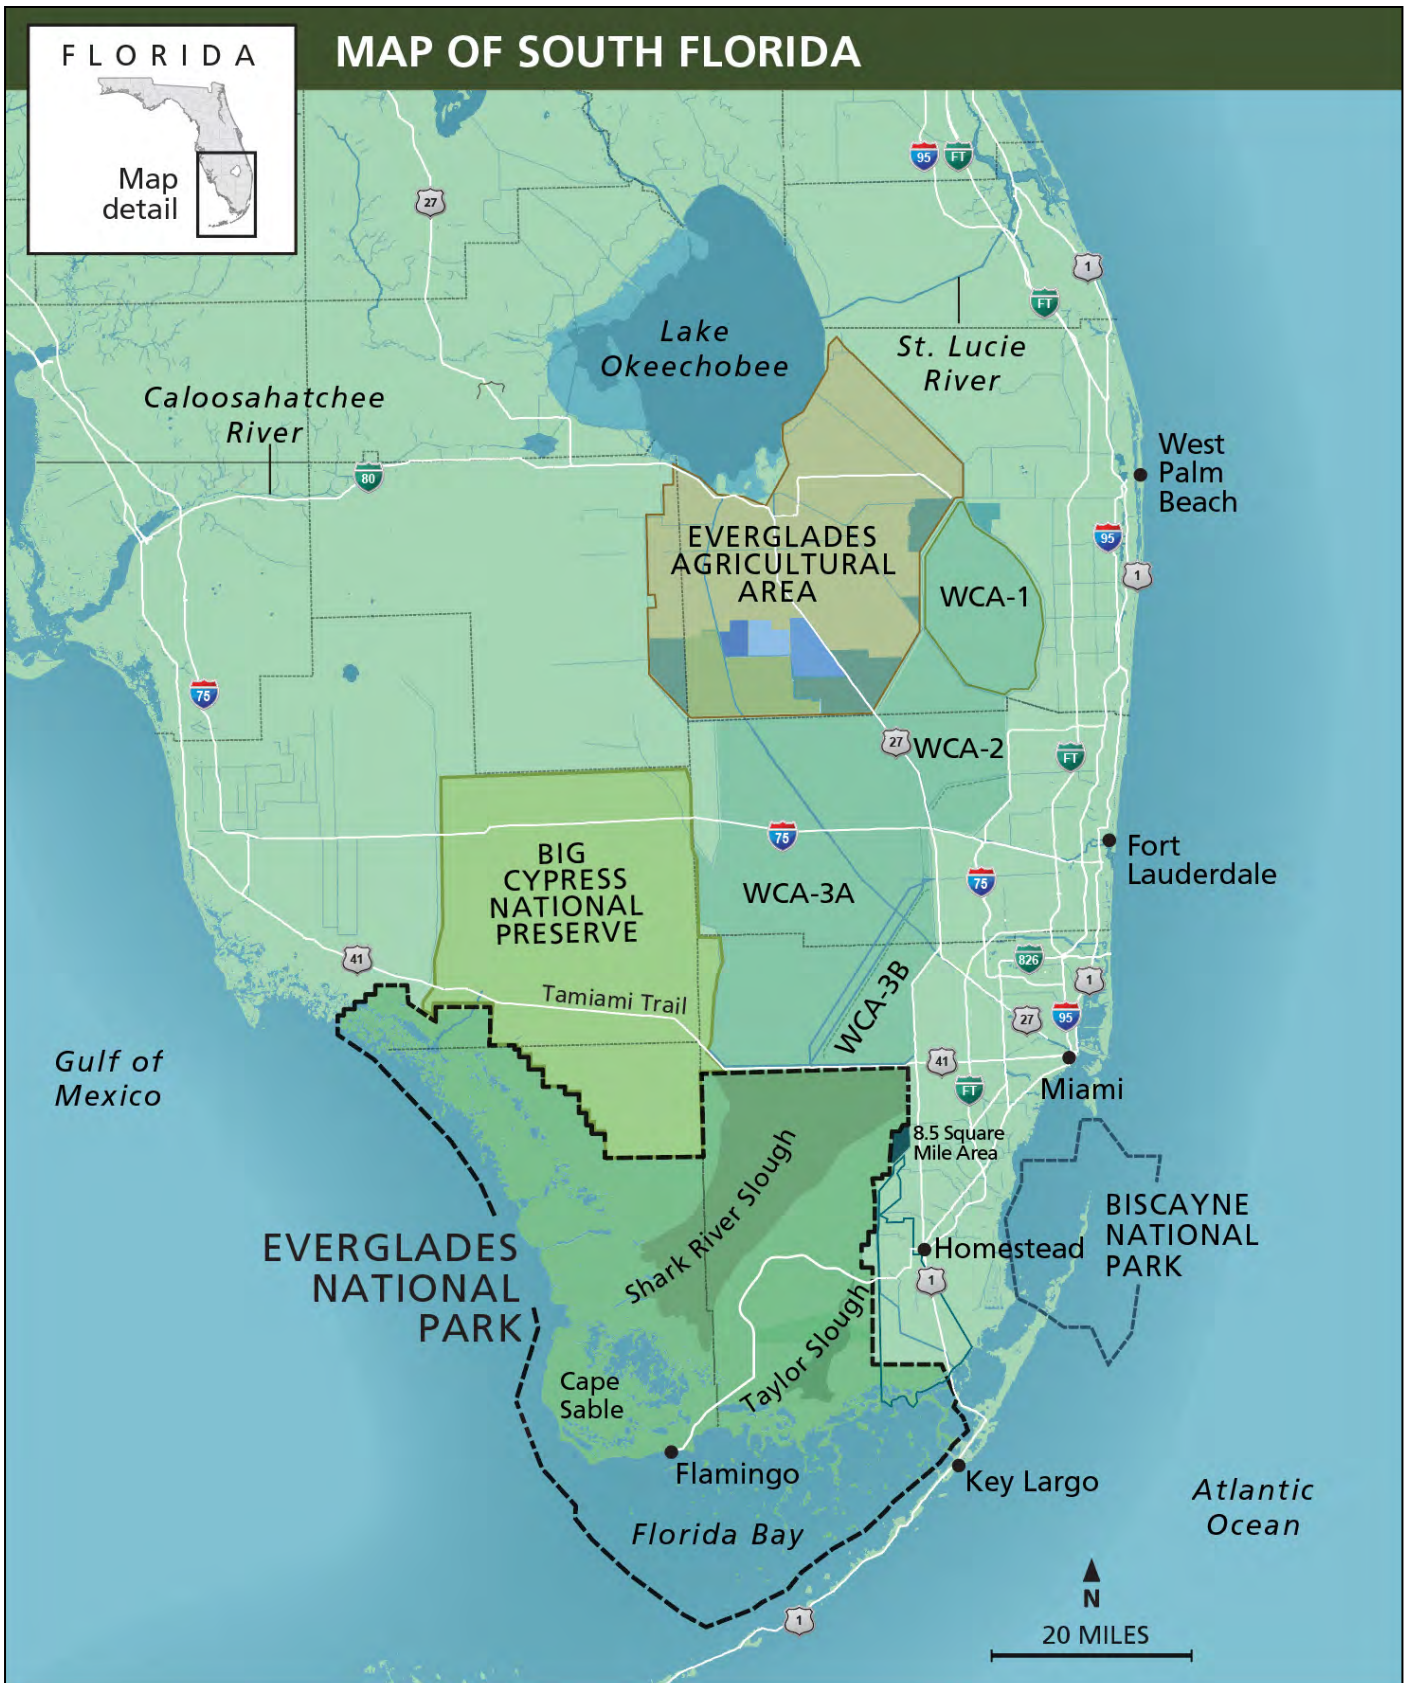 FLORIDA
Map
detail
MAP OF SOUTH FLORIDA
95
FT
27
1
FT
Lake
Okeechobee
St. Lucie
River
Caloosahatchee
River
80
West
Palm
Beach
95
1
EVERGLADES
AGRICULTURAL
AREA
WCA-1
75
27
WCA-2
FT
75
Fort
Lauderdale
BIG
CYPRESS
NATIONAL
PRESERVE
WCA-3A
75
41
826
1
Tamiami Trail
WCA-3B
27
95
Gulf of
Mexico
41
Miami
FT
8.5 Square
Mile Area
Shark River Slough
BISCAYNE
NATIONAL
PARK
EVERGLADES
NATIONAL
PARK
Homestead
1
Taylor Slough
Cape
Sable
Flamingo
Key Largo
Atlantic
Ocean
Florida Bay
N
1
20 MILES